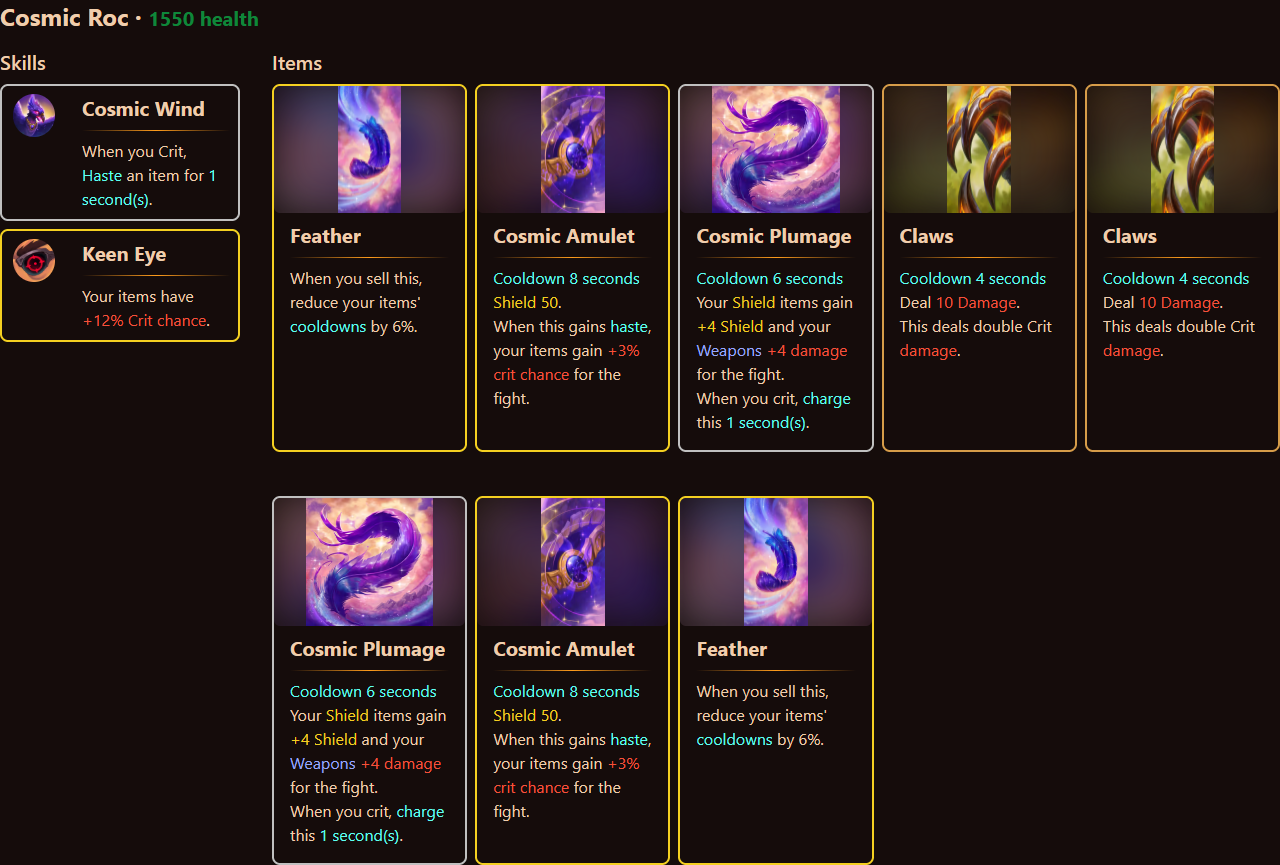 Cosmic Roc · 1550 health
Skills
Items
Cosmic Wind
When you Crit,
Haste an item for 1
second(s).
Keen Eye
Your items have
+12% Crit chance.
Feather
When you sell this,
reduce your items'
cooldowns by 6%.
Cosmic Amulet
Cooldown 8 seconds
Shield 50.
When this gains haste,
your items gain +3%
crit chance for the
fight.
Cosmic Plumage
Cooldown 6 seconds
Your Shield items gain
+4 Shield and your
Weapons +4 damage
for the fight.
When you crit, charge
this 1 second(s).
Claws
Cooldown 4 seconds
Deal 10 Damage.
This deals double Crit
damage.
Claws
Cooldown 4 seconds
Deal 10 Damage.
This deals double Crit
damage.
Cosmic Plumage
Cooldown 6 seconds
Your Shield items gain
+4 Shield and your
Weapons +4 damage
for the fight.
When you crit, charge
this 1 second(s).
Cosmic Amulet
Cooldown 8 seconds
Shield 50.
When this gains haste,
your items gain +3%
crit chance for the
fight.
Feather
When you sell this,
reduce your items'
cooldowns by 6%.